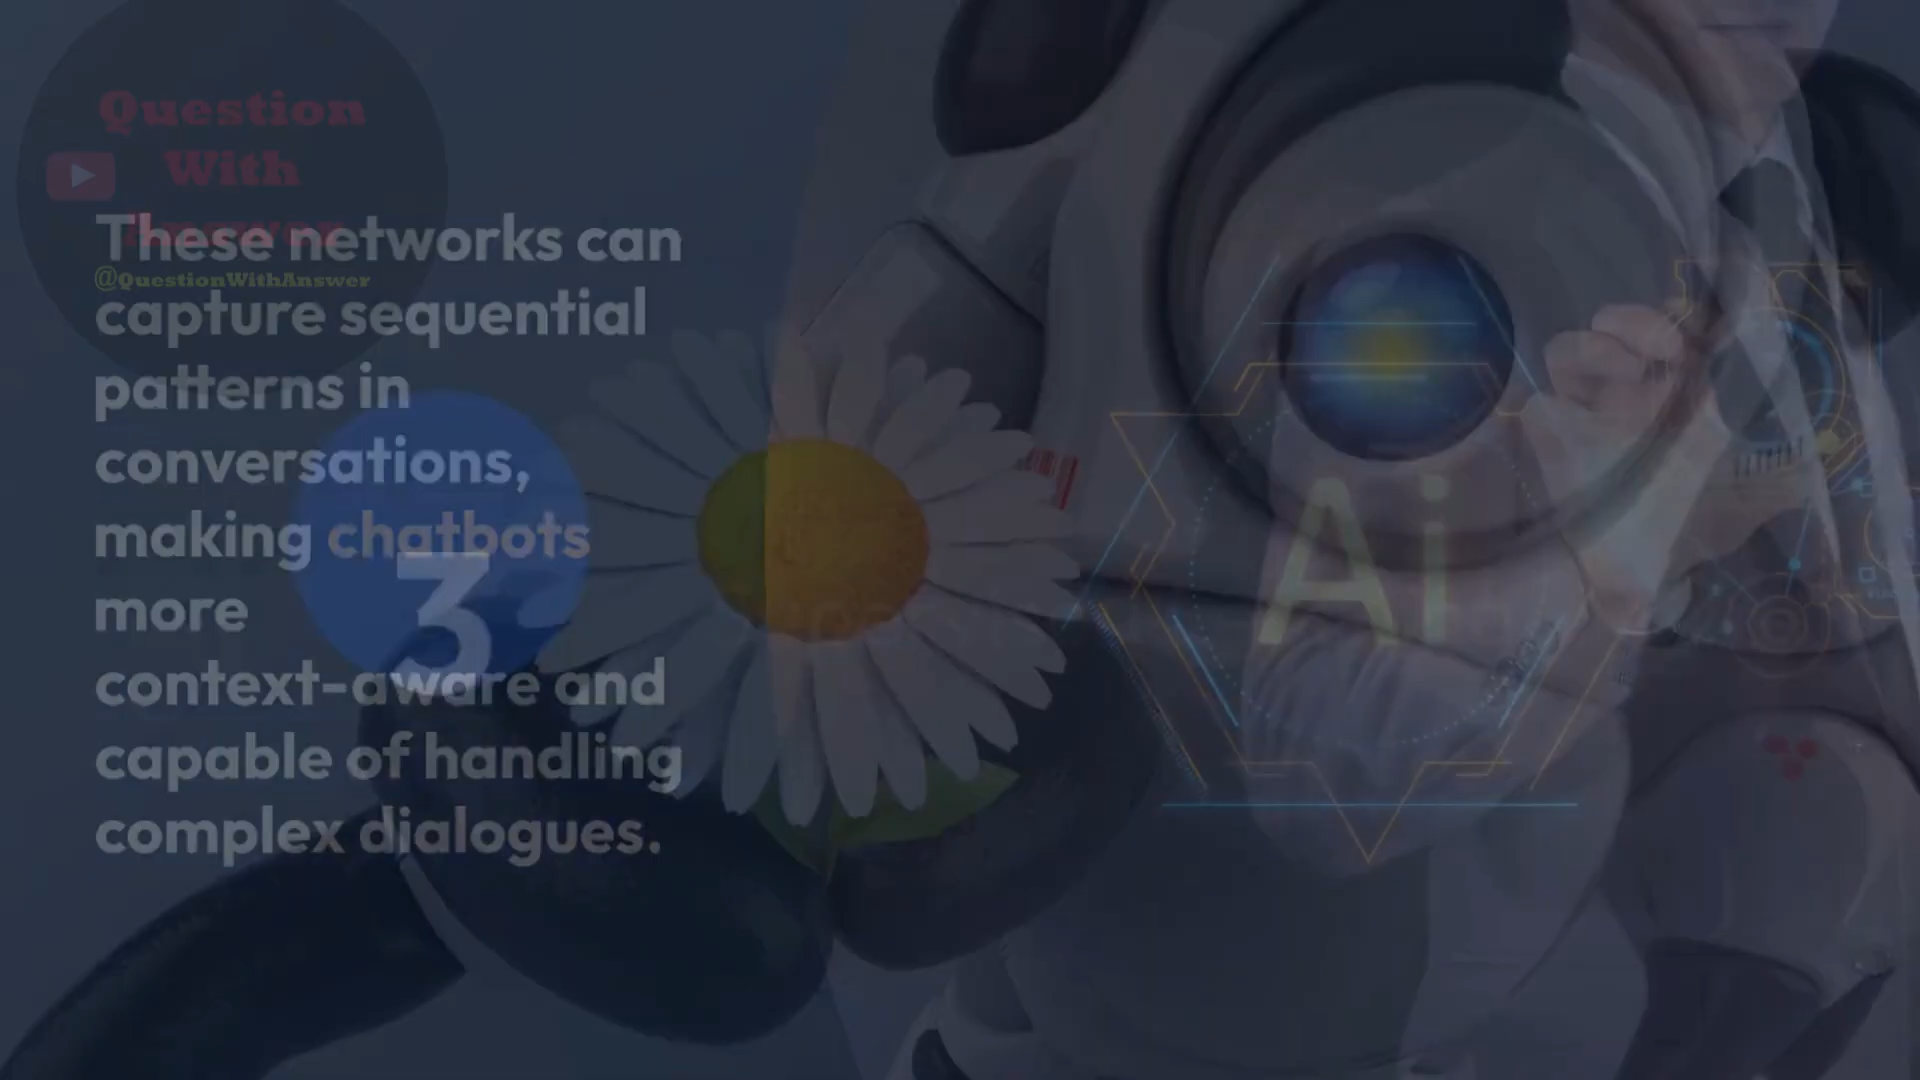 Question
With
Answer
@QuestionWithAnswer
These networks can
capture sequential
patterns in
conversations,
making chatbots
more
context-aware and
capable of handling
complex dialogues.
3
Ai